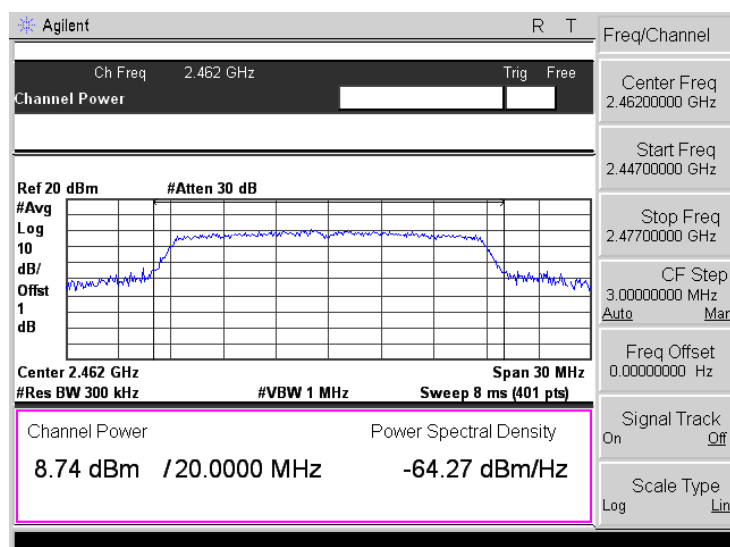 Agilent R T
Ch Freq 2.462 GHz Trig Free
Channel Power
Ref 20 dBm #Atten 30 dB
#Avg
Log
10
dB/
Offst
1
dB
Center 2.462 GHz Span 30 MHz
#Res BW 300 kHz #VBW 1 MHz Sweep 8 ms (401 pts)
Channel Power Power Spectral Density
8.74 dBm / 20.0000 MHz -64.27 dBm/Hz
Freq/Channel
Center Freq
2.46200000 GHz
Start Freq
2.44700000 GHz
Stop Freq
2.47700000 GHz
CF Step
3.00000000 MHz
Auto Man
Freq Offset
0.00000000 Hz
Signal Track
On Off
Scale Type
Log Lin